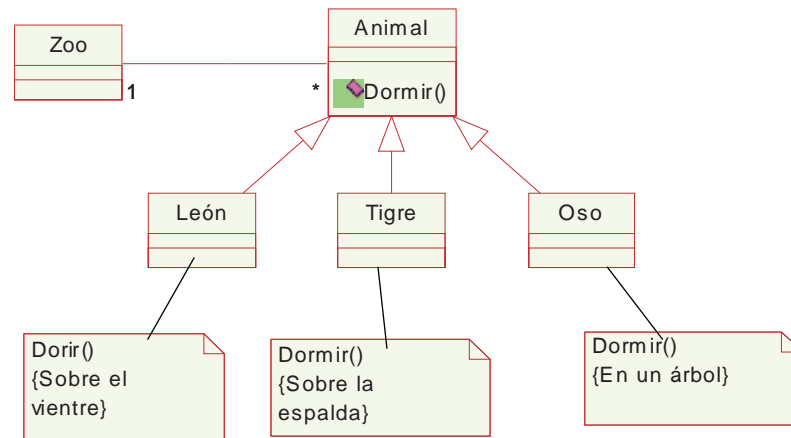 Zoo
Animal
1
*
Dormir()
León
Tigre
Oso
Dorir()
{Sobre el
vientre}
Dormir()
{Sobre la
espalda}
Dormir()
{En un árbol}